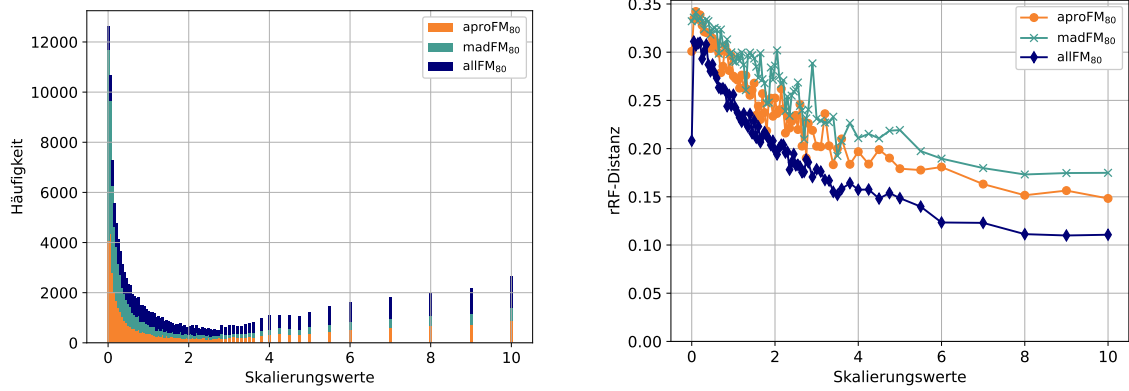 12000
10000
8000
6000
4000
2000
0
Häufigkeit
0 2 4 6 8 10
Skalierungswerte
aproFM80
madFM80
allFM80
0.35
0.30
0.25
0.20
0.15
0.10
0.05
0.00
rRF-Distanz
0 2 4 6 8 10
Skalierungswerte
aproFM80
madFM80
allFM80